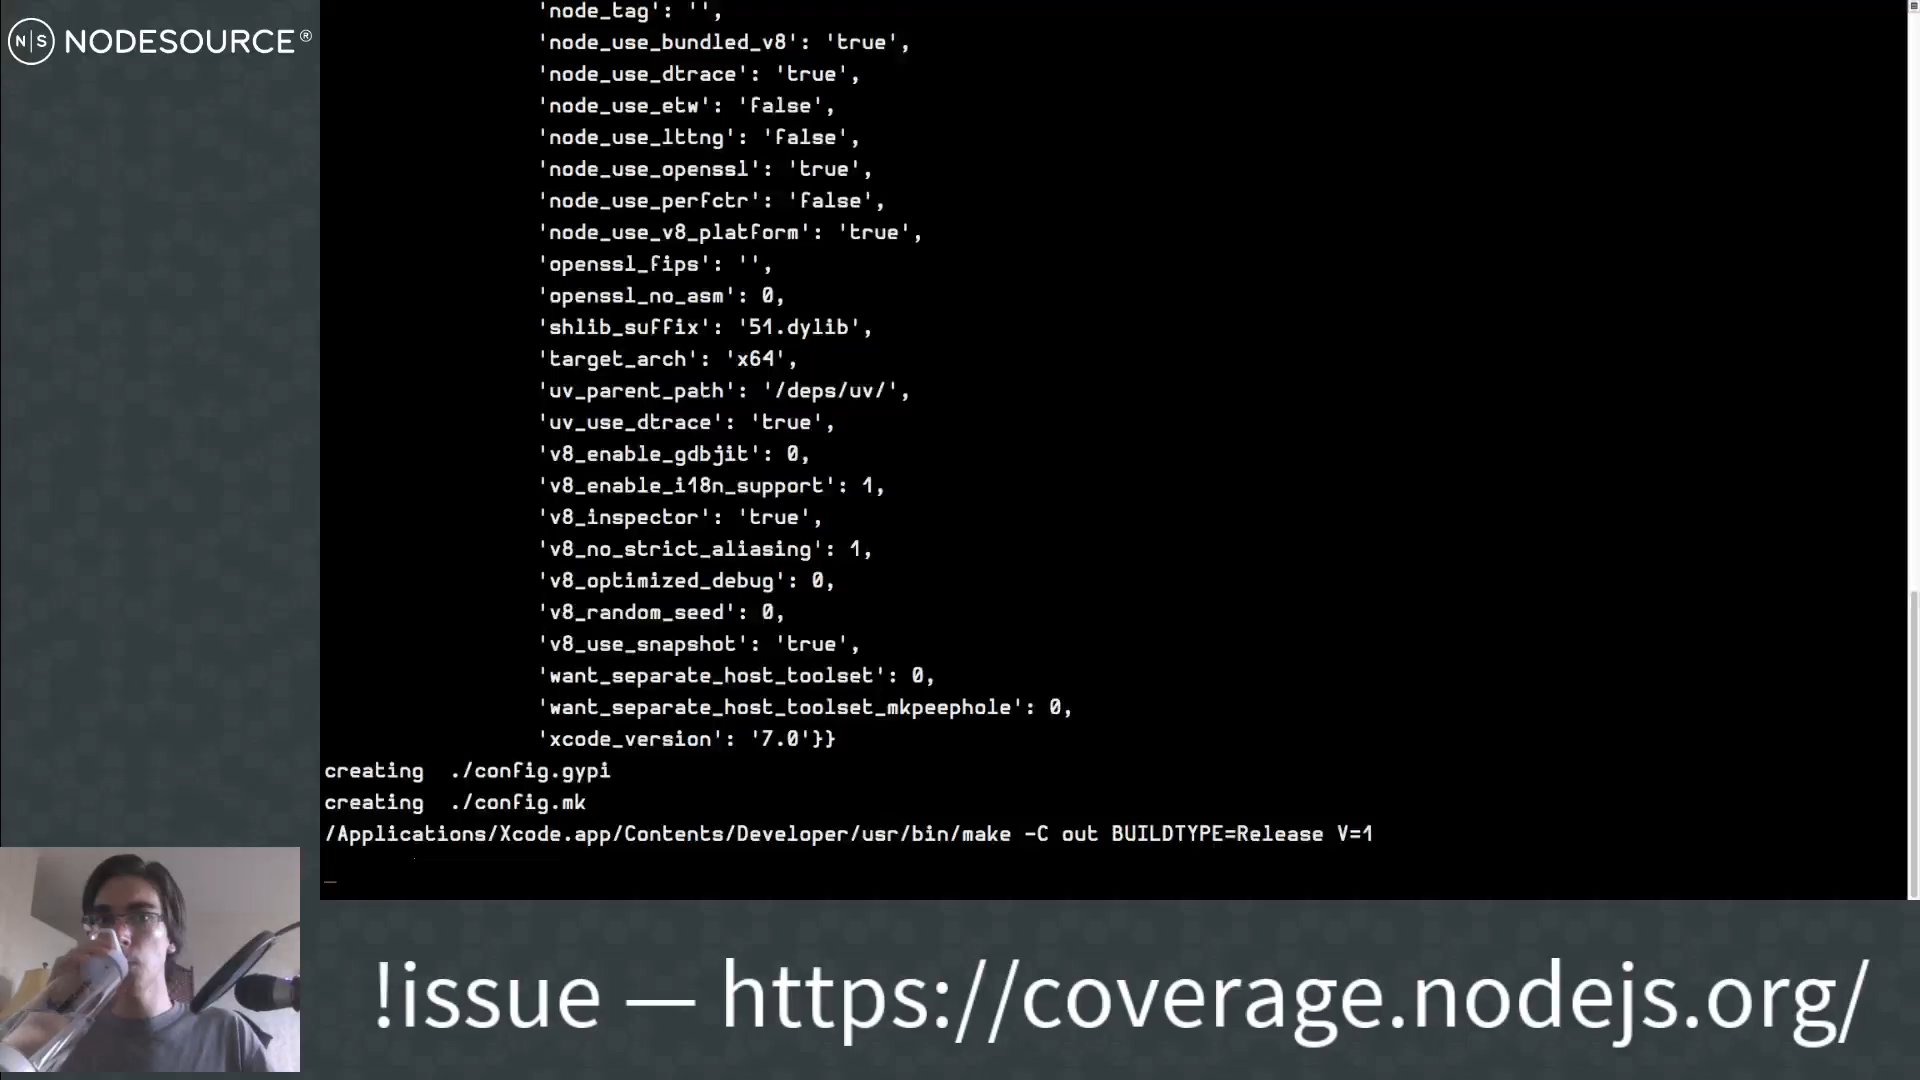 N|S NODESOURCE®
'node_tag': '',
'node_use_bundled_v8': 'true',
'node_use_dtrace': 'true',
'node_use_etw': 'false',
'node_use_lttng': 'false',
'node_use_openssl': 'true',
'node_use_perfctr': 'false',
'node_use_v8_platform': 'true',
'openssl_fips': '',
'openssl_no_asm': 0,
'shlib_suffix': '51.dylib',
'target_arch': 'x64',
'uv_parent_path': '/deps/uv/',
'uv_use_dtrace': 'true',
'v8_enable_gdbjit': 0,
'v8_enable_i18n_support': 1,
'v8_inspector': 'true',
'v8_no_strict_aliasing': 1,
'v8_optimized_debug': 0,
'v8_random_seed': 0,
'v8_use_snapshot': 'true',
'want_separate_host_toolset': 0,
'want_separate_host_toolset_mkpeephole': 0,
'xcode_version': '7.0'}}
creating  ./config.gypi
creating  ./config.mk
/Applications/Xcode.app/Contents/Developer/usr/bin/make -C out BUILDTYPE=Release V=1
!issue — https://coverage.nodejs.org/